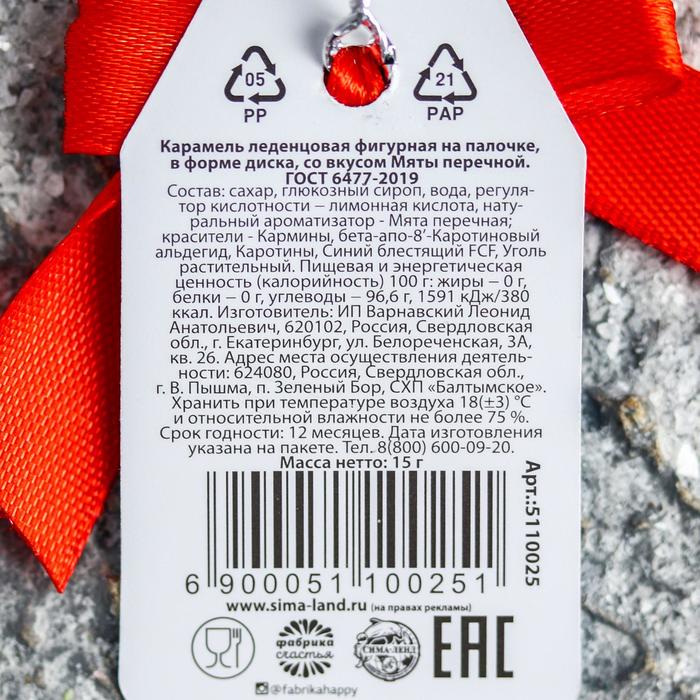 05
21
PP
PAP
Карамель леденцовая фигурная на палочке,
в форме диска, со вкусом Мяты перечной.
ГОСТ 6477-2019
Состав: сахар, глюкозный сироп, вода, регуля-
тор кислотности – лимонная кислота, нату-
ральный ароматизатор - Мята перечная;
красители - Кармины, бета-апо-8'-Каротиновый
альдегид, Каротины, Синий блестящий FCF, Уголь
растительный. Пищевая и энергетическая
ценность (калорийность) 100 г: жиры – 0 г,
белки – 0 г, углеводы – 96,6 г, 1591 кДж/380
ккал. Изготовитель: ИП Варнавский Леонид
Анатольевич, 620102, Россия, Свердловская
обл., г. Екатеринбург, ул. Белореченская, 3А,
кв. 26. Адрес места осуществления деятель-
ности: 624080, Россия, Свердловская обл.,
г. В. Пышма, п. Зеленый Бор, СХП «Балтымское».
Хранить при температуре воздуха 18(±3) °С
и относительной влажности не более 75 %.
Срок годности: 12 месяцев. Дата изготовления
указана на пакете. Тел. 8(800) 600-09-20.
Масса нетто: 15 г
Арт.:5110025
6 900051 100251
www.sima-land.ru (на правах рекламы)
фабрика
счастья
СИМА-ЛЕНД
EAC
@fabrikahappy